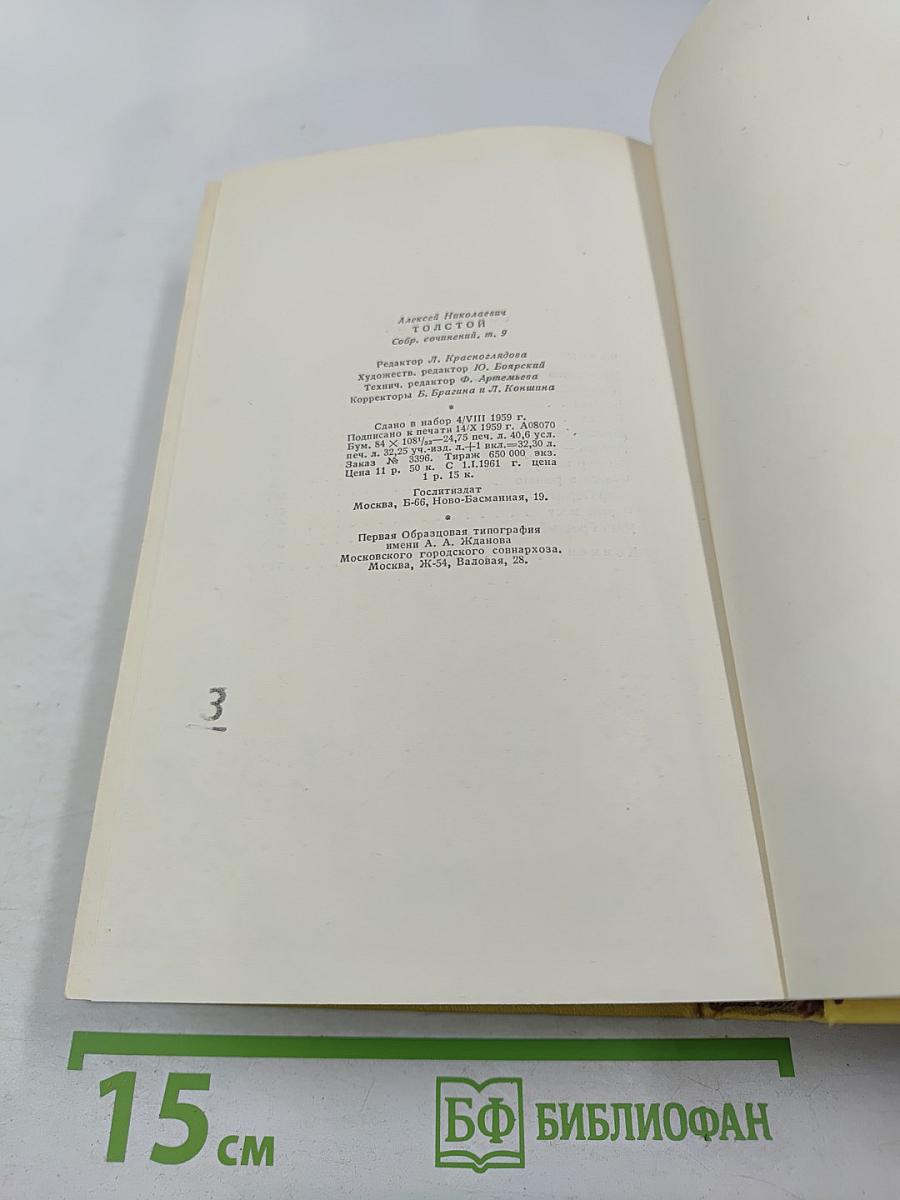 Алексей Николаевич
ТОЛСТОЙ
Собр. сочинений, т. 9
Редактор Л. Красноглядова
Художеств. редактор Ю. Боярский
Технич. редактор Ф. Артемьева
Корректоры Б. Брагина и Л. Коншина
*
Сдано в набор 4/VIII 1959 г.
Подписано к печати 14/X 1959 г. А08070
Бум. 84 × 108¹/₃₂—24,75 печ. л. 40,6 усл.
печ. л. 32,25 уч.-изд. л.+1 вкл.=32,30 л.
Заказ № 3396. Тираж 650 000 экз.
Цена 11 р. 50 к. С 1.I.1961 г. цена
1 р. 15 к.
Гослитиздат
Москва, Б-66, Ново-Басманная, 19.
*
Первая Образцовая типография
имени А. А. Жданова
Московского городского совнархоза.
Москва, Ж-54, Валовая, 28.
3
15 см
БФ БИБЛИОФАН